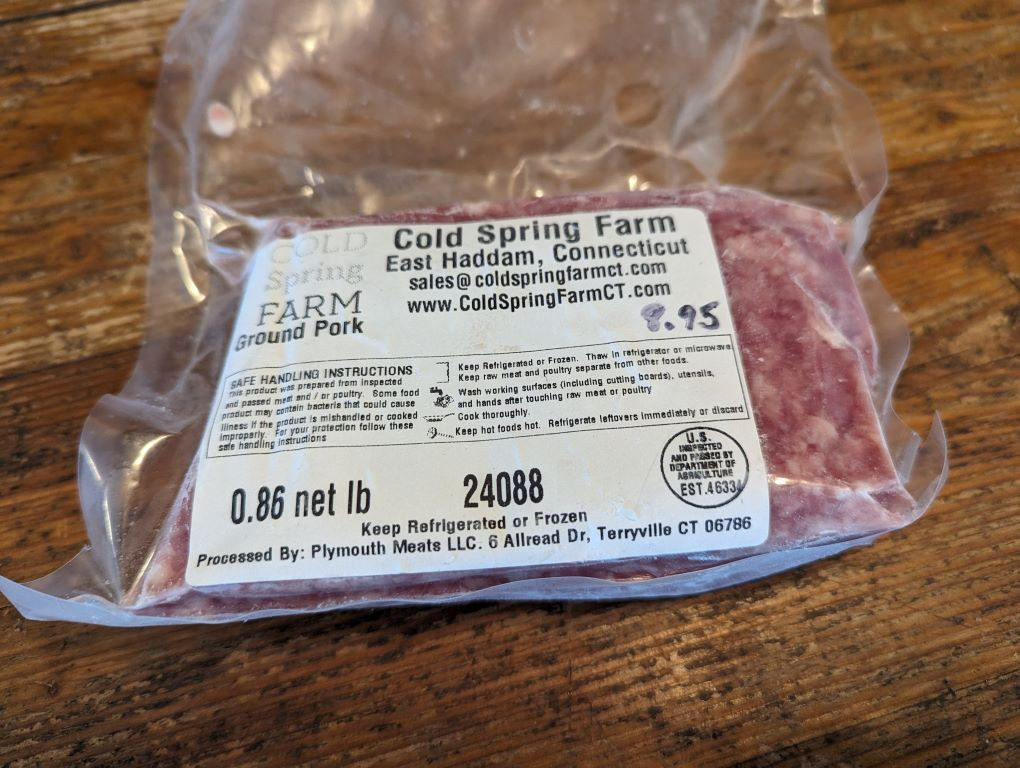 COLD
Spring
FARM
Ground Pork
Cold Spring Farm
East Haddam, Connecticut
sales@coldspringfarmct.com
www.ColdSpringFarmCT.com
8.95
SAFE HANDLING INSTRUCTIONS
This product was prepared from inspected
and passed meat and / or poultry. Some food
product may contain bacteria that could cause
illness if the product is mishandled or cooked
improperly. For your protection follow these
safe handling instructions
Keep Refrigerated or Frozen. Thaw in refrigerator or microwave
Keep raw meat and poultry separate from other foods.
Wash working surfaces (including cutting boards), utensils,
and hands after touching raw meat or poultry
Cook thoroughly.
Keep hot foods hot. Refrigerate leftovers immediately or discard
U.S.
INSPECTED
AND PASSED BY
DEPARTMENT OF
AGRICULTURE
EST.46334
0.86 net lb
24088
Keep Refrigerated or Frozen
Processed By: Plymouth Meats LLC. 6 Allread Dr, Terryville CT 06786